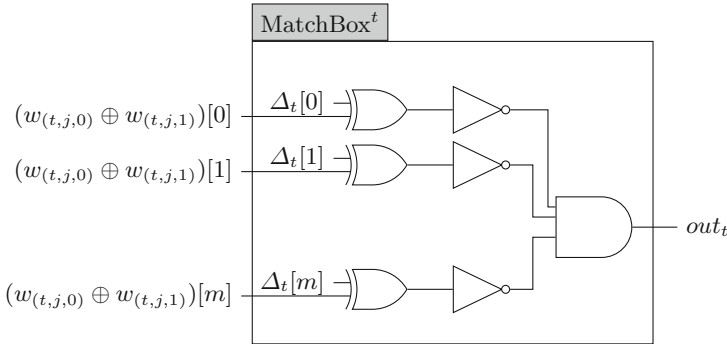 MatchBox^t
(w_{(t,j,0)} ⊕ w_{(t,j,1)})[0] Δ_t[0]
(w_{(t,j,0)} ⊕ w_{(t,j,1)})[1] Δ_t[1]
out_t
(w_{(t,j,0)} ⊕ w_{(t,j,1)})[m] Δ_t[m]